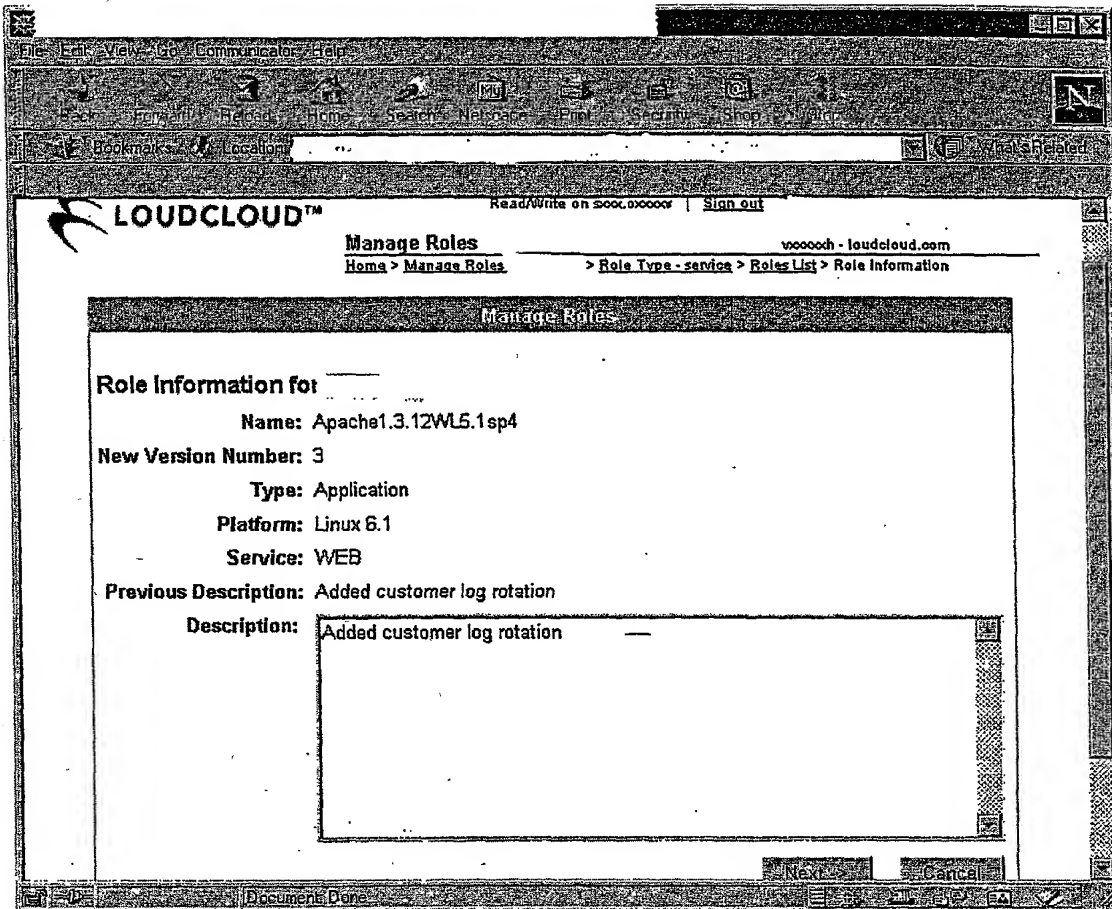 File Edit View Go Communicator Help
Back Forward Reload Home Search Netscape Print Security Shop
Bookmarks Location: What's Related
LOUDCLOUD™
Read/Write on | Sign out
Manage Roles
- loudcloud.com
Home > Manage Roles > Role Type - service > Roles List > Role Information
Manage Roles
Role Information for
Name: Apache1.3.12WL5.1sp4
New Version Number: 3
Type: Application
Platform: Linux 6.1
Service: WEB
Previous Description: Added customer log rotation
Description: Added customer log rotation
Next Cancel
Document: Done